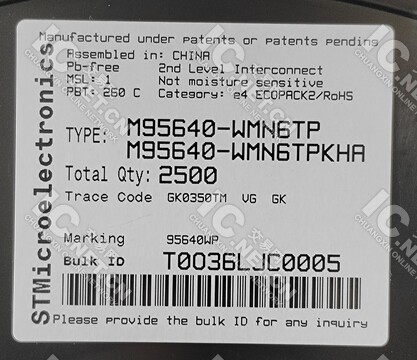 Manufactured under patents or patents pending
Assembled in: CHINA
Pb-free 2nd Level Interconnect
MSL: 1 Not moisture sensitive
PBT: 260 C Category: e4 ECOPACK2/RoHS
TYPE: M95640-WMN6TP
M95640-WMN6TPKHA
Total Qty: 2500
Trace Code GK0350TM VG GK
Marking 95640WP
Bulk ID T0036LJC0005
Please provide the bulk ID for any inquiry
STMicroelectronics